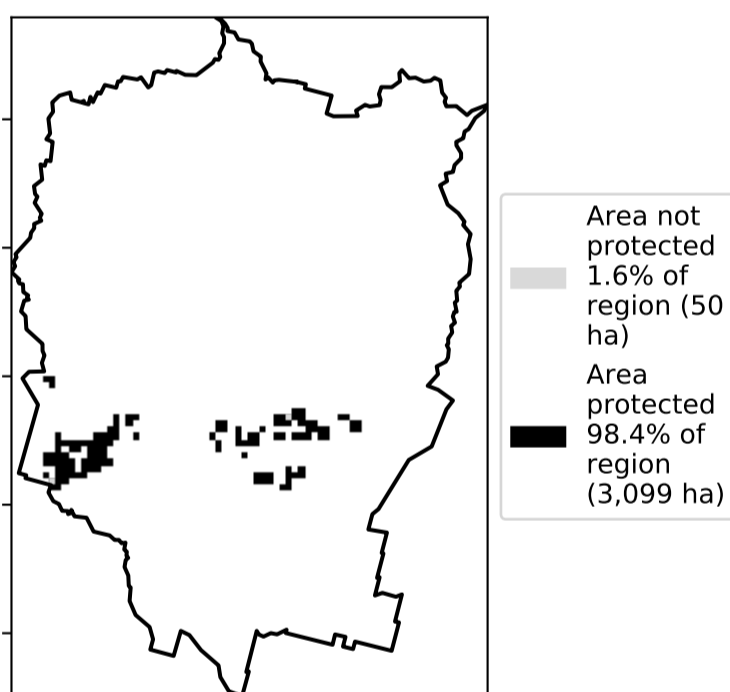 Area not
protected
1.6% of
region (50
ha)
Area
protected
98.4% of
region
(3,099 ha)